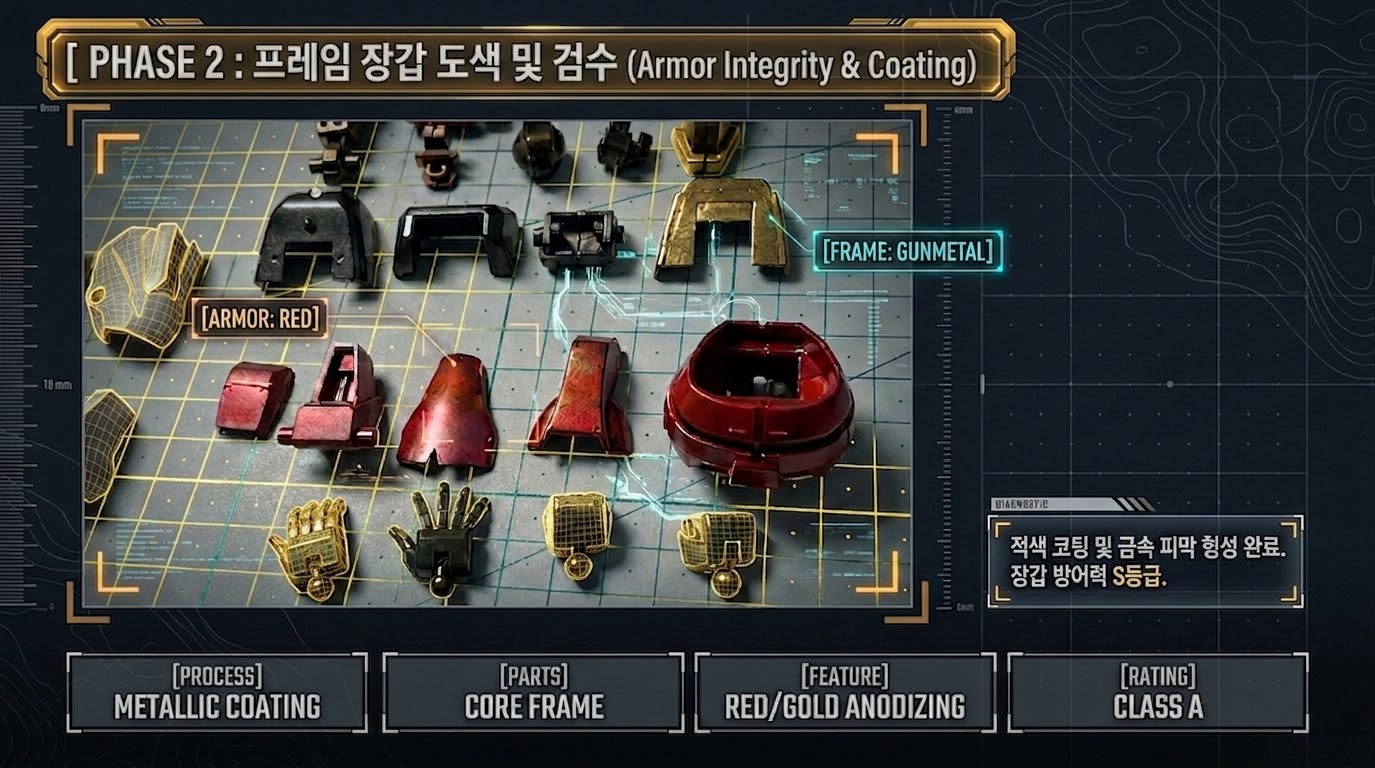 [ PHASE 2 : 프레임 장갑 도색 및 검수 (Armor Integrity & Coating)
[FRAME: GUNMETAL]
[ARMOR: RED]
18 mm
0
적색 코팅 및 금속 피막 형성 완료.
장갑 방어력 S등급.
[PROCESS]
METALLIC COATING
[PARTS]
CORE FRAME
[FEATURE]
RED/GOLD ANODIZING
[RATING]
CLASS A